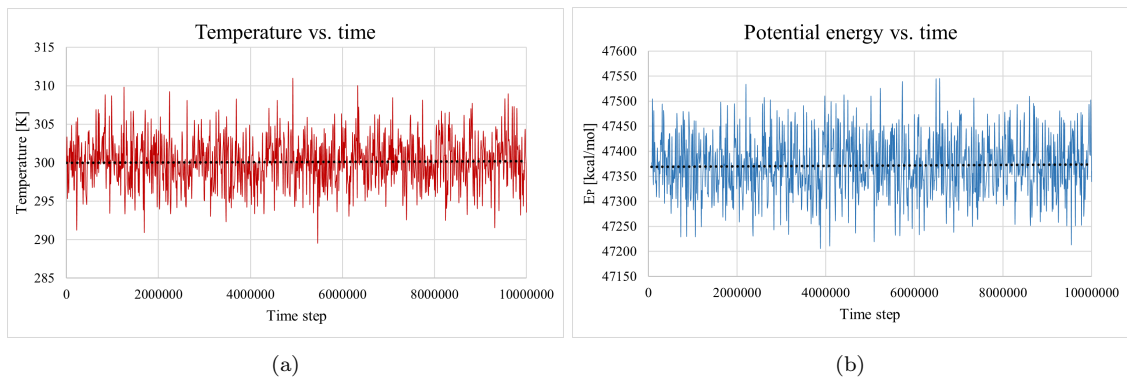 Temperature vs. time
315
310
305
300
295
290
285
Temperature [K]
0 2000000 4000000 6000000 8000000 10000000
Time step
(a)
Potential energy vs. time
47600
47550
47500
47450
47400
47350
47300
47250
47200
47150
EP [kcal/mol]
0 2000000 4000000 6000000 8000000 10000000
Time step
(b)